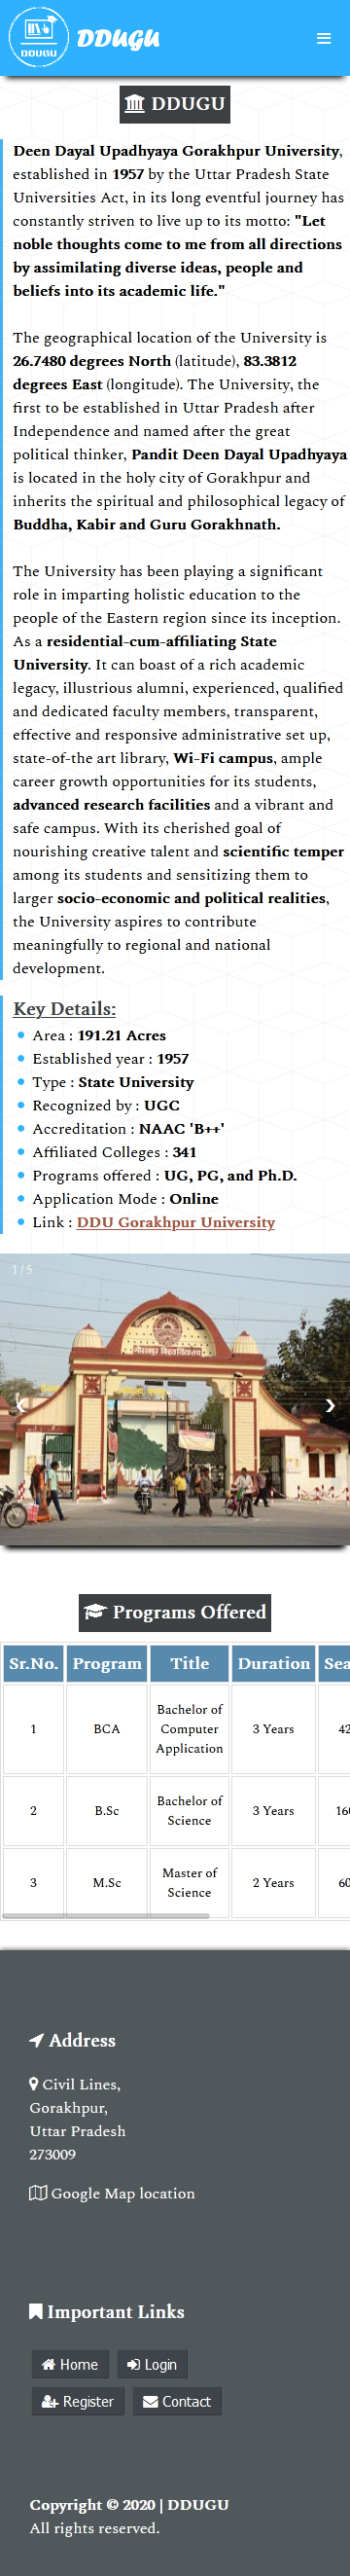 DDUGU
DDUGU
DDUGU
Deen Dayal Upadhyaya Gorakhpur University,
established in 1957 by the Uttar Pradesh State
Universities Act, in its long eventful journey has
constantly striven to live up to its motto: "Let
noble thoughts come to me from all directions
by assimilating diverse ideas, people and
beliefs into its academic life."
The geographical location of the University is
26.7480 degrees North (latitude), 83.3812
degrees East (longitude). The University, the
first to be established in Uttar Pradesh after
Independence and named after the great
political thinker, Pandit Deen Dayal Upadhyaya
is located in the holy city of Gorakhpur and
inherits the spiritual and philosophical legacy of
Buddha, Kabir and Guru Gorakhnath.
The University has been playing a significant
role in imparting holistic education to the
people of the Eastern region since its inception.
As a residential-cum-affiliating State
University. It can boast of a rich academic
legacy, illustrious alumni, experienced, qualified
and dedicated faculty members, transparent,
effective and responsive administrative set up,
state-of-the art library, Wi-Fi campus, ample
career growth opportunities for its students,
advanced research facilities and a vibrant and
safe campus. With its cherished goal of
nourishing creative talent and scientific temper
among its students and sensitizing them to
larger socio-economic and political realities,
the University aspires to contribute
meaningfully to regional and national
development.
Key Details:
Area : 191.21 Acres
Established year : 1957
Type : State University
Recognized by : UGC
Accreditation : NAAC 'B++'
Affiliated Colleges : 341
Programs offered : UG, PG, and Ph.D.
Application Mode : Online
Link : DDU Gorakhpur University
1 / 5
गोरखपुर विश्वविद्यालय
Programs Offered
Sr.No. Program Title Duration Sea
1 BCA Bachelor of Computer Application 3 Years 42
2 B.Sc Bachelor of Science 3 Years 160
3 M.Sc Master of Science 2 Years 60
Address
Civil Lines,
Gorakhpur,
Uttar Pradesh
273009
Google Map location
Important Links
Home Login
Register Contact
Copyright © 2020 | DDUGU
All rights reserved.